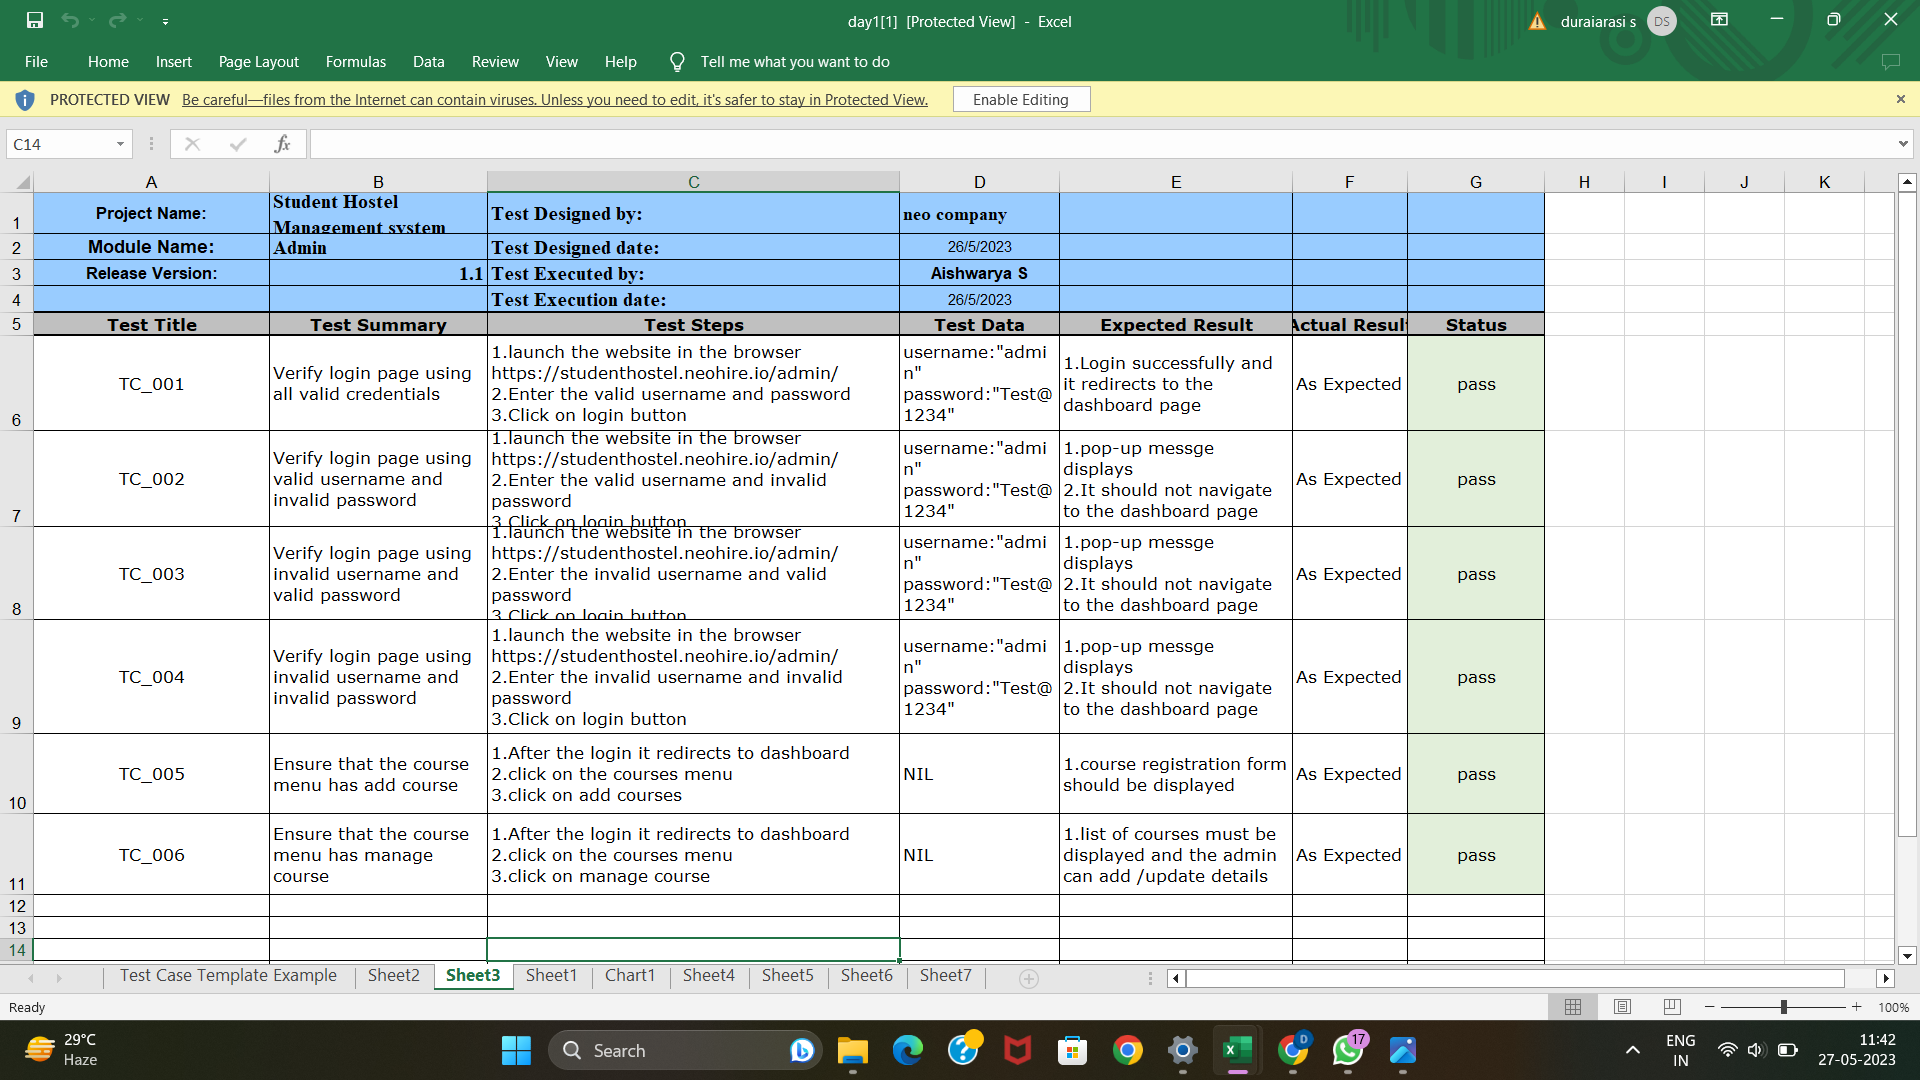 day1[1] [Protected View] - Excel
duraiarasi s
DS
File Home Insert Page Layout Formulas Data Review View Help Tell me what you want to do
PROTECTED VIEW Be careful—files from the Internet can contain viruses. Unless you need to edit, it's safer to stay in Protected View. Enable Editing
C14
fx
A B C D E F G H I J K
1 Project Name: Student Hostel
Management system Test Designed by: neo company
2 Module Name: Admin Test Designed date: 26/5/2023
3 Release Version: 1.1 Test Executed by: Aishwarya S
4 Test Execution date: 26/5/2023
5 Test Title Test Summary Test Steps Test Data Expected Result Actual Result Status
6 TC_001
Verify login page using
all valid credentials
1.launch the website in the browser
https://studenthostel.neohire.io/admin/
2.Enter the valid username and password
3.Click on login button
username:"admi
n"
password:"Test@
1234"
1.Login successfully and
it redirects to the
dashboard page
As Expected
pass
7 TC_002
Verify login page using
valid username and
invalid password
1.launch the website in the browser
https://studenthostel.neohire.io/admin/
2.Enter the valid username and invalid
password
3.Click on login button
username:"admi
n"
password:"Test@
1234"
1.pop-up messge
displays
2.It should not navigate
to the dashboard page
As Expected
pass
8 TC_003
Verify login page using
invalid username and
valid password
1.launch the website in the browser
https://studenthostel.neohire.io/admin/
2.Enter the invalid username and valid
password
3.Click on login button
username:"admi
n"
password:"Test@
1234"
1.pop-up messge
displays
2.It should not navigate
to the dashboard page
As Expected
pass
9 TC_004
Verify login page using
invalid username and
invalid password
1.launch the website in the browser
https://studenthostel.neohire.io/admin/
2.Enter the invalid username and invalid
password
3.Click on login button
username:"admi
n"
password:"Test@
1234"
1.pop-up messge
displays
2.It should not navigate
to the dashboard page
As Expected
pass
10 TC_005
Ensure that the course
menu has add course
1.After the login it redirects to dashboard
2.click on the courses menu
3.click on add courses
NIL
1.course registration form
should be displayed
As Expected
pass
11 TC_006
Ensure that the course
menu has manage
course
1.After the login it redirects to dashboard
2.click on the courses menu
3.click on manage course
NIL
1.list of courses must be
displayed and the admin
can add /update details
As Expected
pass
12
13
14
Test Case Template Example Sheet2 Sheet3 Sheet1 Chart1 Sheet4 Sheet5 Sheet6 Sheet7
Ready
100%
29°C
Haze
Search
D
17
ENG
IN
11:42
27-05-2023